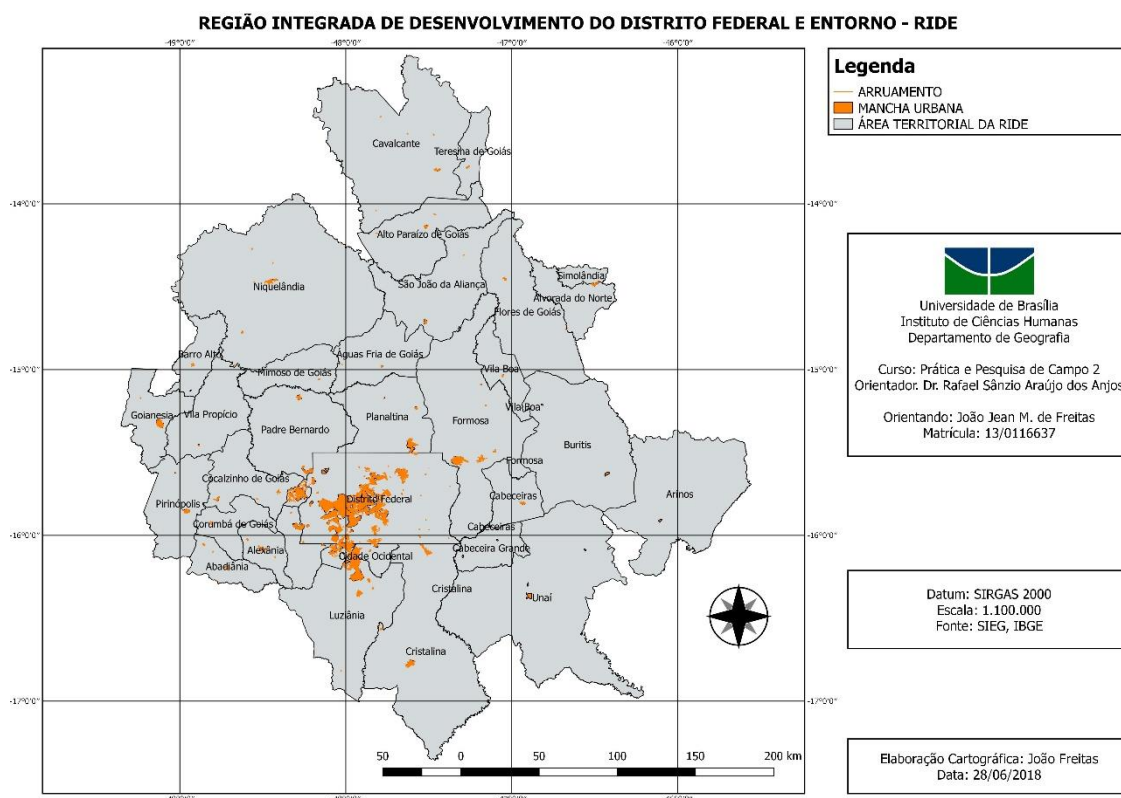 REGIÃO INTEGRADA DE DESENVOLVIMENTO DO DISTRITO FEDERAL E ENTORNO - RIDE
-49°0'0" -48°0'0" -47°0'0" -46°0'0"
Cavalcante
Teresina de Goiás
-14°0'0" -14°0'0"
Alto Paraízo de Goiás
Simolândia
São João da Aliança
Niquelândia
Alvorada do Norte
Flores de Goiás
Barro Alto
Águas Fria de Goiás
-15°0'0" Mimoso de Goiás Vila Boa -15°0'0"
Vila Boa"
Goianesia Vila Propício Planaltina Formosa
Padre Bernardo Buritis
Formosa
Cocalzinho de Goiás
Arinos
Pirinópolis Distrito Federal Cabeceiras
Corumbá de Goiás Cabeceiras
-16°0'0" -16°0'0"
Alexânia Cidade Ocidental Cabeceira Grande
Abadiânia
Cristalina
Unaí
Luziânia
Cristalina
-17°0'0" -17°0'0"
50 0 50 100 150 200 km
Legenda
ARRUAMENTO
MANCHA URBANA
ÁREA TERRITORIAL DA RIDE
Universidade de Brasília
Instituto de Ciências Humanas
Departamento de Geografia
Curso: Prática e Pesquisa de Campo 2
Orientador. Dr. Rafael Sânzio Araújo dos Anjos
Orientando: João Jean M. de Freitas
Matrícula: 13/0116637
Datum: SIRGAS 2000
Escala: 1.100.000
Fonte: SIEG, IBGE
Elaboração Cartográfica: João Freitas
Data: 28/06/2018